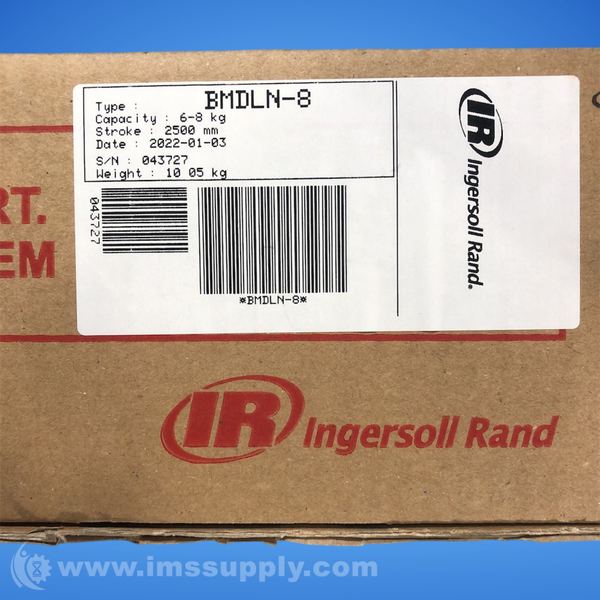 Type : BMDLN-8
Capacity : 6-8 kg
Stroke : 2500 mm
Date : 2022-01-03
S/N : 043727
Weight : 10 05 kg
043727
*BMDLN-8*
IR Ingersoll Rand®
RT.
EM
IR Ingersoll Rand
www.imssupply.com